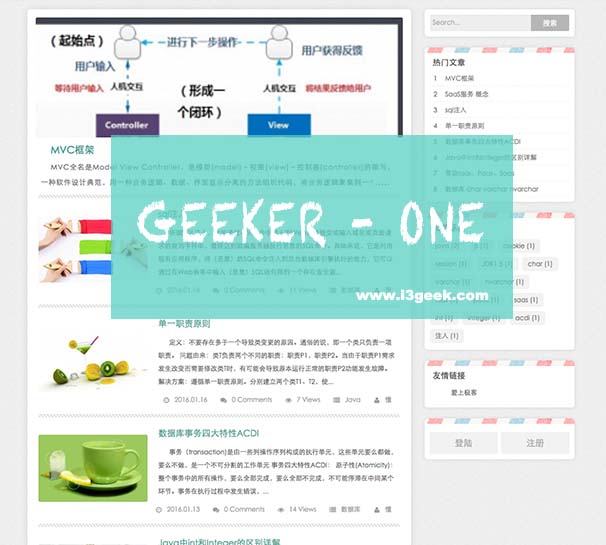 （起始点）
进行下一步操作
用户获得反馈
用户输入
等待用户输入
人机交互
（形成一
个闭环）
人机交互
将结果反馈给用户
Controller
View
MVC框架
MVC全名是Model View Controller，是模型(model)－视图(view)－控制器(controller)的缩写，
一种软件设计典范，用一种业务逻辑、数据、界面显示分离的方法组织代码，将业务逻辑聚集到一
GEEKER - ONE
www.i3geek.com
2016.01.16 0 Comments 11 Views 数据库 懂
单一职责原则
定义：不要存在多于一个导致类变更的原因。通俗的说，即一个类只负责一项
职责。 问题由来：类T负责两个不同的职责：职责P1，职责P2。当由于职责P1需求
发生改变而需要修改类T时，有可能会导致原本运行正常的职责P2功能发生故障。
解决方案：遵循单一职责原则。分别建立两个类T1、T2，使...
2016.01.16 0 Comments 7 Views Java 懂
数据库事务四大特性ACDI
事务（transaction)是由一些列操作序列构成的执行单元，这些单元要么都做，
要么不做，是一个不可分割的工作单元 事务四大特性ACDI： 原子性(Atomicity)：
整个事务中的所有操作，要么全部完成，要么全部不完成，不可能停滞在中间某个
环节。事务在执行过程中发生错误，...
2016.01.13 0 Comments 14 Views 数据库 懂
Java中int和Integer的区别详解
Search...
搜索
热门文章
1 MVC框架
2 SaaS服务 概念
3 sql注入
4 单一职责原则
5 数据库事务四大特性ACDI
6 Java中int和Integer的区别详解
8 数据库 char varchar nvarchar
java (2)
cookie (1)
session (1) JDK1.5 (1) char (1)
varchar (1) nvarchar (1)
saas (1)
int (1) integer (1) acdi (1)
注入 (1)
友情链接
爱上极客
登陆
注册